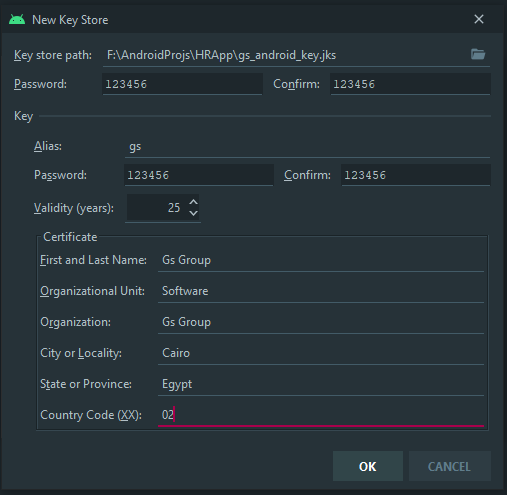 New Key Store
Key store path: F:\AndroidProjs\HRApp\gs_android_key.jks
Password: 123456 Confirm: 123456
Key
Alias: gs
Password: 123456 Confirm: 123456
Validity (years): 25
Certificate
First and Last Name: Gs Group
Organizational Unit: Software
Organization: Gs Group
City or Locality: Cairo
State or Province: Egypt
Country Code (XX): 02
OK CANCEL